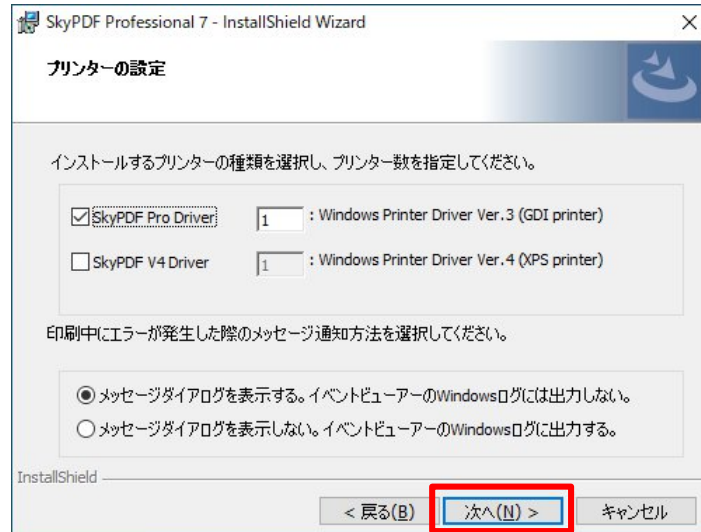 SkyPDF Professional 7 - InstallShield Wizard
プリンターの設定
インストールするプリンターの種類を選択し、プリンター数を指定してください。
SkyPDF Pro Driver 1 : Windows Printer Driver Ver.3 (GDI printer)
SkyPDF V4 Driver 1 : Windows Printer Driver Ver.4 (XPS printer)
印刷中にエラーが発生した際のメッセージ通知方法を選択してください。
メッセージダイアログを表示する。イベントビューアーのWindowsログには出力しない。
メッセージダイアログを表示しない。イベントビューアーのWindowsログに出力する。
InstallShield
< 戻る(B) 次へ(N) > キャンセル